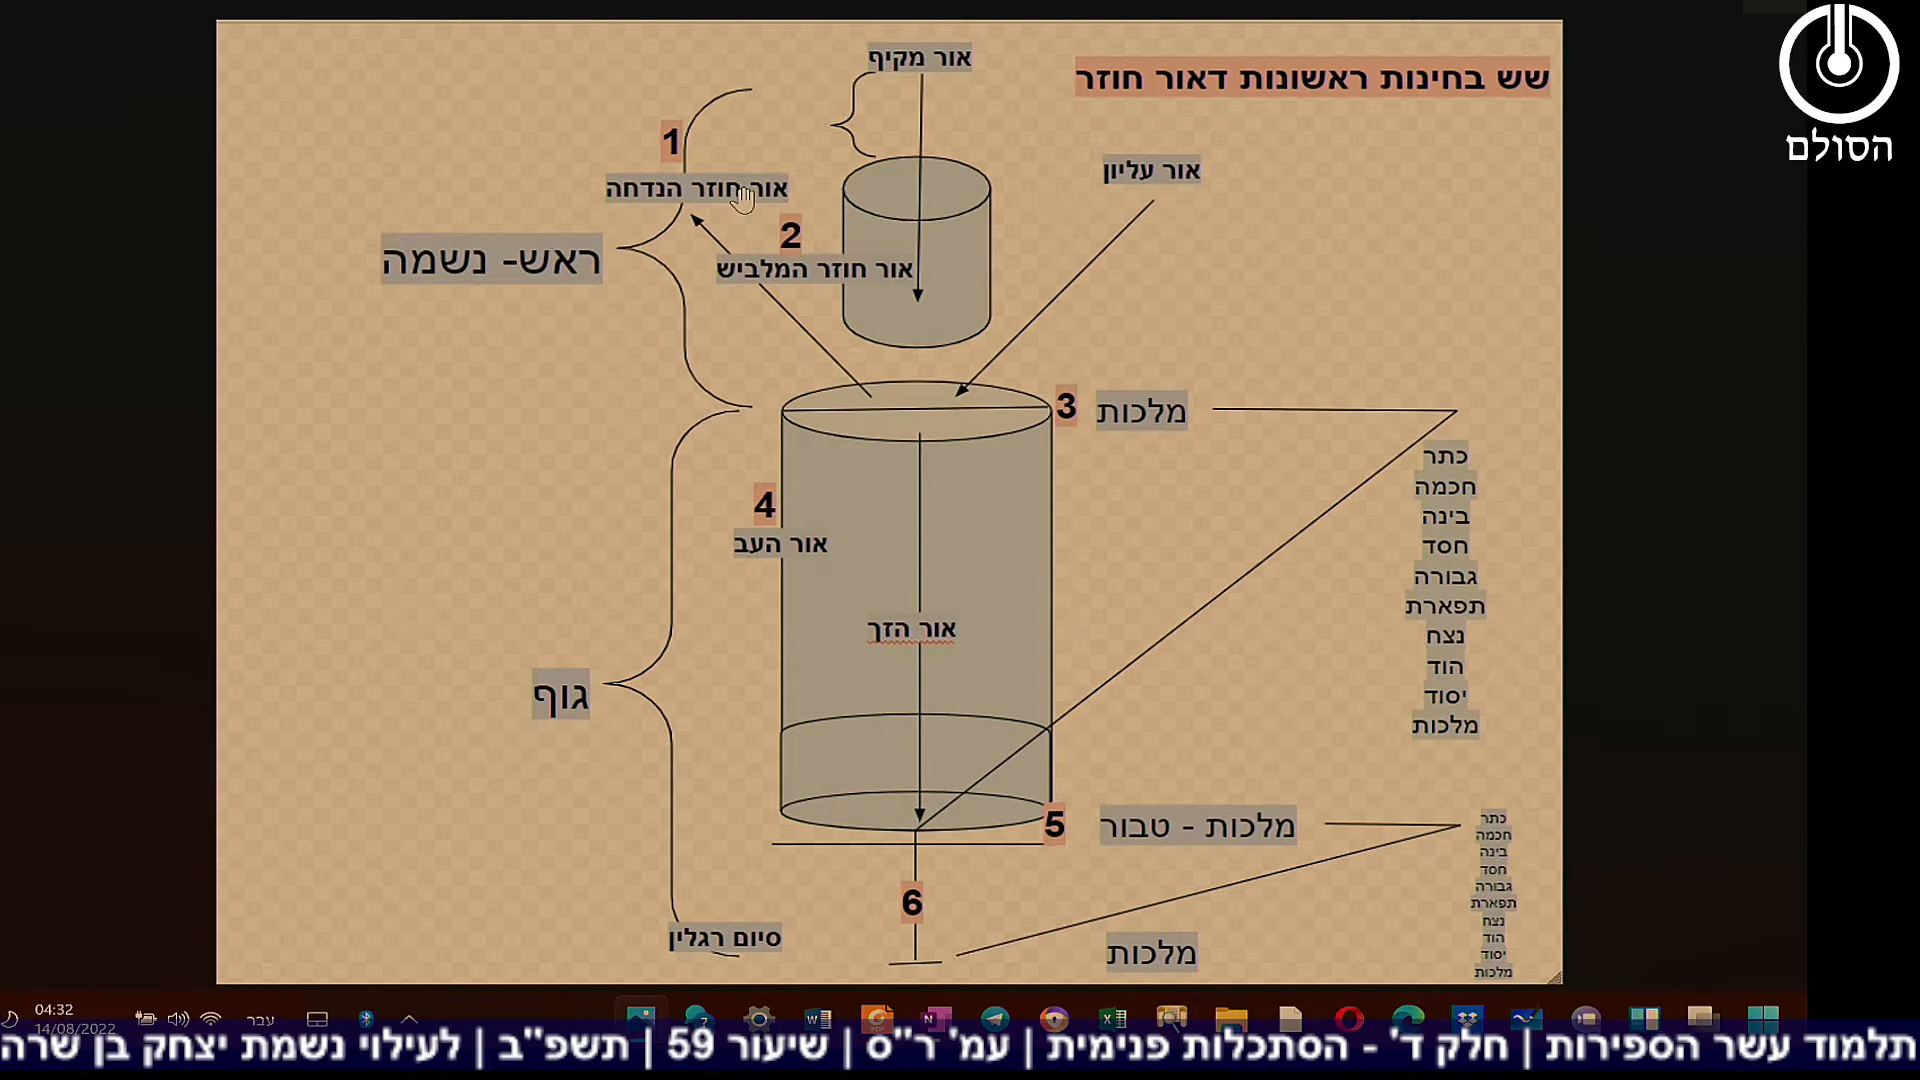 אור מקיף
שש בחינות ראשונות דאור חוזר
הסולם
1
אור עליון
אור חוזר הנדחה
2
ראש- נשמה
אור חוזר המלביש
3
מלכות
כתר
חכמה
בינה
חסד
גבורה
תפארת
נצח
הוד
יסוד
מלכות
4
אור העב
אור הזך
גוף
5
מלכות - טבור
כתר
חכמה
בינה
חסד
גבורה
תפארת
נצח
הוד
יסוד
מלכות
6
סיום רגלין
מלכות
04:32
14/08/2022
עבר
תלמוד עשר הספירות | חלק ד' - הסתכלות פנימית | עמ' ר''ס | שיעור 59 | תשפ''ב | לעילוי נשמת יצחק בן שרה